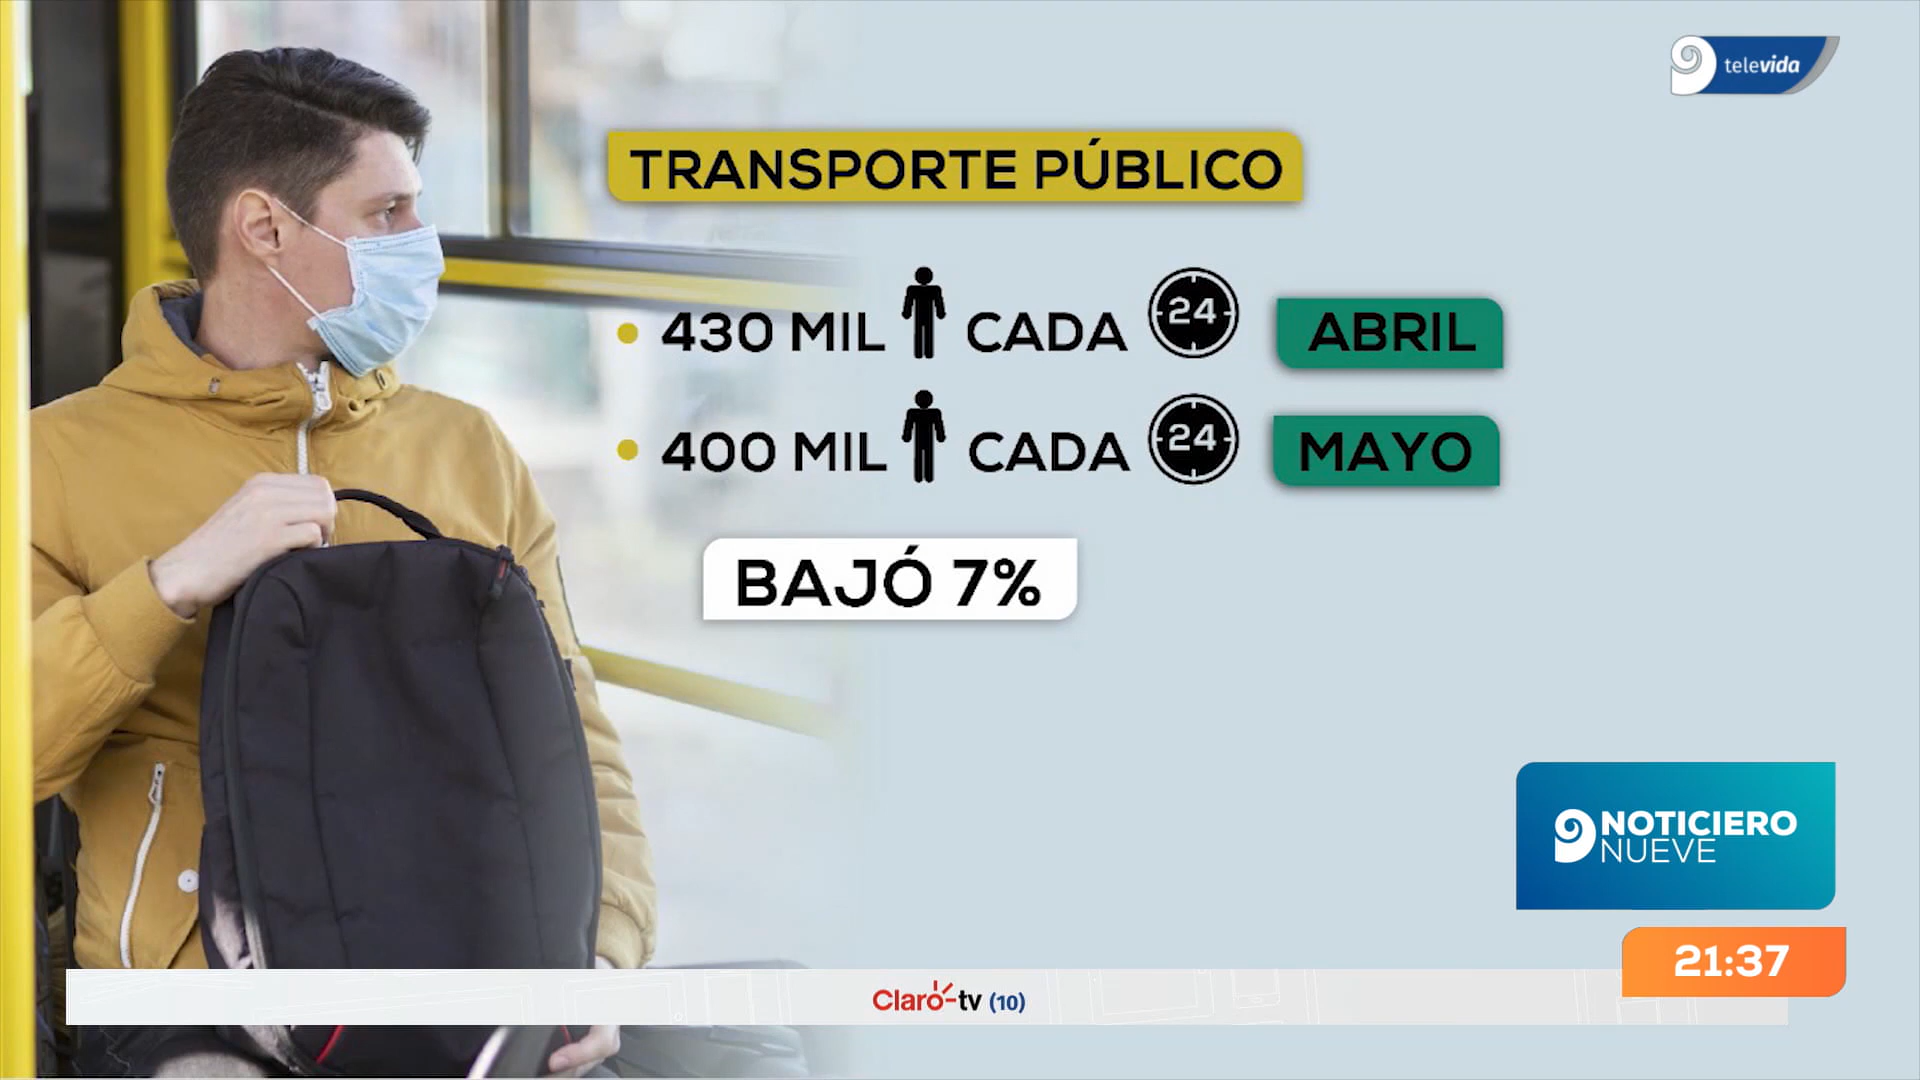 televida
TRANSPORTE PÚBLICO
430 MIL CADA 24 ABRIL
400 MIL CADA 24 MAYO
BAJÓ 7%
NOTICIERO
NUEVE
21:37
Claro-tv (10)